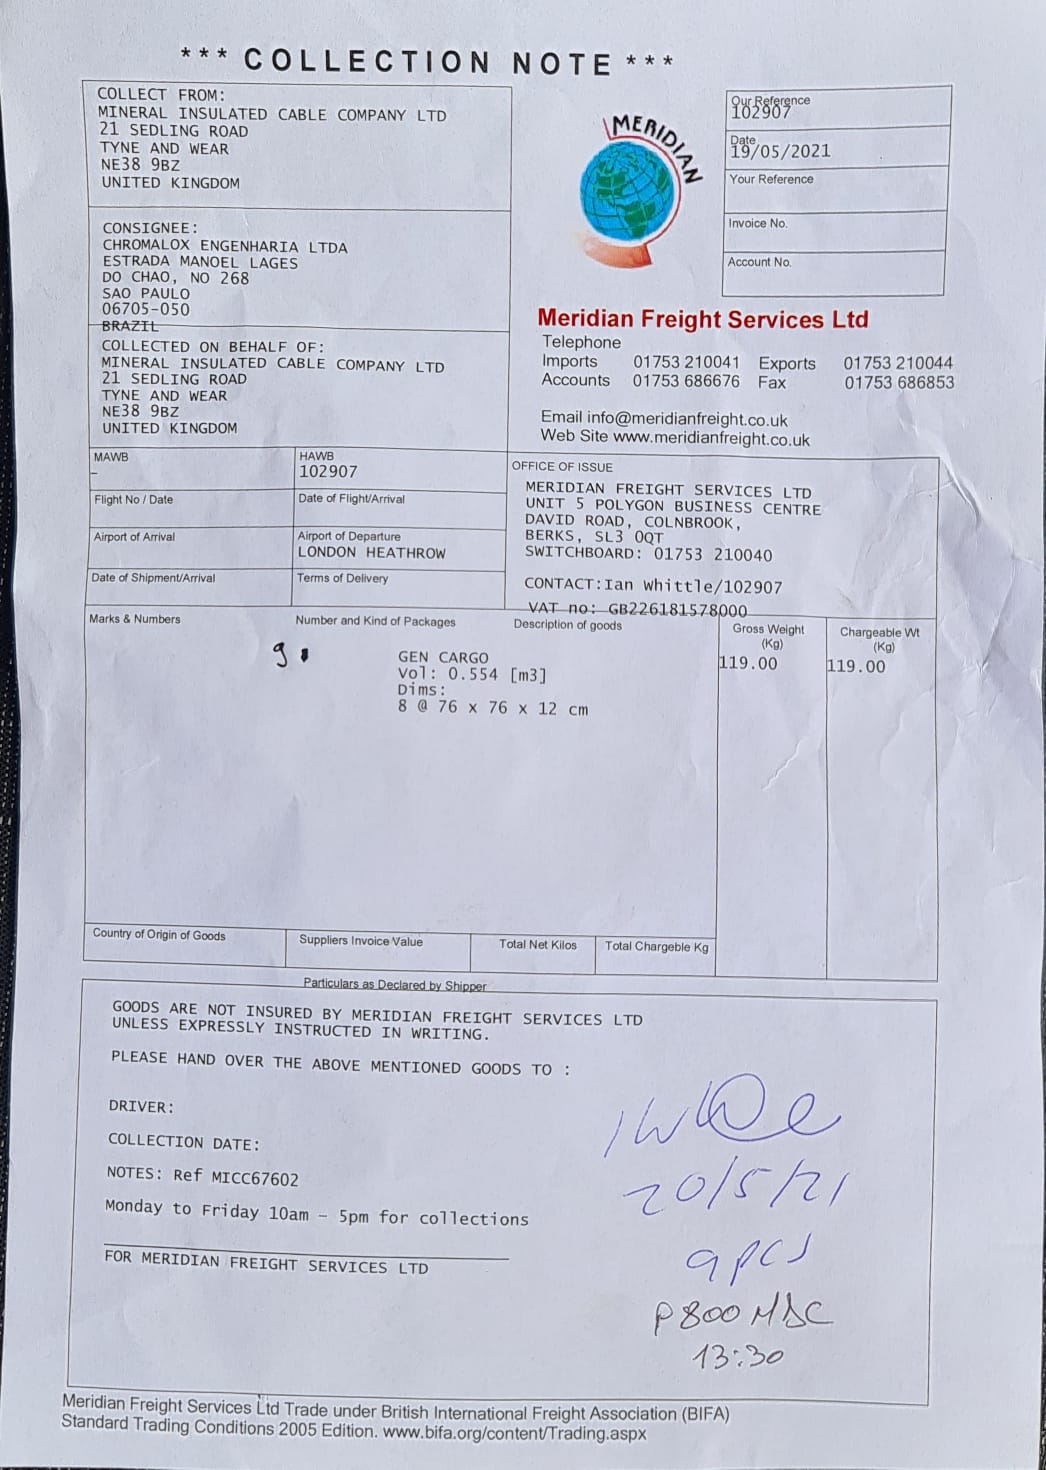 *** COLLECTION NOTE ***
COLLECT FROM:
MINERAL INSULATED CABLE COMPANY LTD
21 SEDLING ROAD
TYNE AND WEAR
NE38 9BZ
UNITED KINGDOM
MERIDIAN
Our Reference
102907
Date
19/05/2021
Your Reference
Invoice No.
Account No.
CONSIGNEE:
CHROMALOX ENGENHARIA LTDA
ESTRADA MANOEL LAGES
DO CHAO, NO 268
SAO PAULO
06705-050
BRAZIL
COLLECTED ON BEHALF OF:
MINERAL INSULATED CABLE COMPANY LTD
21 SEDLING ROAD
TYNE AND WEAR
NE38 9BZ
UNITED KINGDOM
Meridian Freight Services Ltd
Telephone
Imports 01753 210041 Exports 01753 210044
Accounts 01753 686676 Fax 01753 686853
Email info@meridianfreight.co.uk
Web Site www.meridianfreight.co.uk
MAWB
-
HAWB
102907
Flight No / Date
Date of Flight/Arrival
Airport of Arrival
Airport of Departure
LONDON HEATHROW
Date of Shipment/Arrival
Terms of Delivery
OFFICE OF ISSUE
MERIDIAN FREIGHT SERVICES LTD
UNIT 5 POLYGON BUSINESS CENTRE
DAVID ROAD, COLNBROOK,
BERKS, SL3 0QT
SWITCHBOARD: 01753 210040
CONTACT:Ian Whittle/102907
VAT no: GB226181578000
Marks & Numbers
Number and Kind of Packages
Description of goods
Gross Weight
(Kg)
Chargeable Wt
(Kg)
9
GEN CARGO
Vol: 0.554 [m3]
Dims:
8 @ 76 x 76 x 12 cm
119.00
119.00
Country of Origin of Goods
Suppliers Invoice Value
Total Net Kilos
Total Chargeable Kg
Particulars as Declared by Shipper
GOODS ARE NOT INSURED BY MERIDIAN FREIGHT SERVICES LTD
UNLESS EXPRESSLY INSTRUCTED IN WRITING.
PLEASE HAND OVER THE ABOVE MENTIONED GOODS TO :
DRIVER:
COLLECTION DATE:
NOTES: Ref MICC67602
Monday to Friday 10am - 5pm for collections
FOR MERIDIAN FREIGHT SERVICES LTD
20/5/21
9 pcs
P800 MDC
13:30
Meridian Freight Services Ltd Trade under British International Freight Association (BIFA)
Standard Trading Conditions 2005 Edition. www.bifa.org/content/Trading.aspx